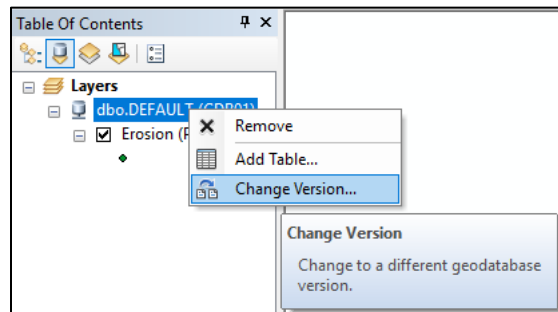 Table Of Contents
Layers
dbo.DEFAULT (GDB01)
Erosion (P
Remove
Add Table...
Change Version...
Change Version
Change to a different geodatabase
version.